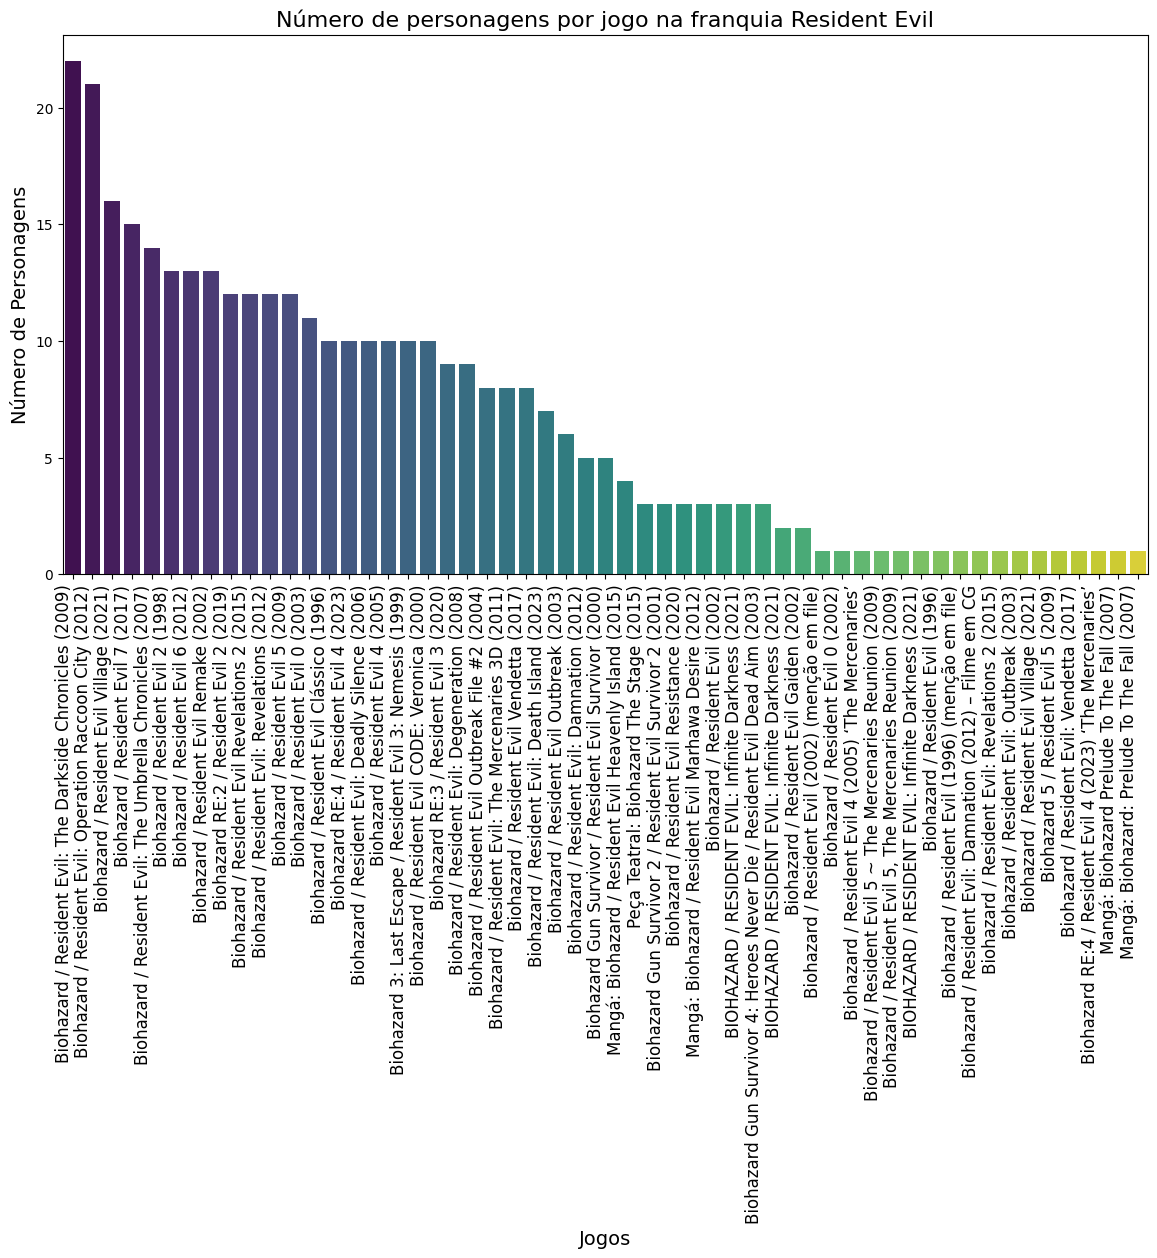 Número de personagens por jogo na franquia Resident Evil
Número de Personagens
20
15
10
5
0
Biohazard / Resident Evil: The Darkside Chronicles (2009)
Biohazard / Resident Evil: Operation Raccoon City (2012)
Biohazard / Resident Evil Village (2021)
Biohazard / Resident Evil 7 (2017)
Biohazard / Resident Evil: The Umbrella Chronicles (2007)
Biohazard / Resident Evil 2 (1998)
Biohazard / Resident Evil 6 (2012)
Biohazard / Resident Evil Remake (2002)
Biohazard RE:2 / Resident Evil 2 (2019)
Biohazard / Resident Evil Revelations 2 (2015)
Biohazard / Resident Evil: Revelations (2012)
Biohazard / Resident Evil 5 (2009)
Biohazard / Resident Evil 0 (2003)
Biohazard / Resident Evil Clássico (1996)
Biohazard RE:4 / Resident Evil 4 (2023)
Biohazard / Resident Evil: Deadly Silence (2006)
Biohazard / Resident Evil 4 (2005)
Biohazard 3: Last Escape / Resident Evil 3: Nemesis (1999)
Biohazard / Resident Evil CODE: Veronica (2000)
Biohazard RE:3 / Resident Evil 3 (2020)
Biohazard / Resident Evil: Degeneration (2008)
Biohazard / Resident Evil Outbreak File #2 (2004)
Biohazard / Resident Evil: The Mercenaries 3D (2011)
Biohazard / Resident Evil Vendetta (2017)
Biohazard / Resident Evil: Death Island (2023)
Biohazard / Resident Evil Outbreak (2003)
Biohazard / Resident Evil: Damnation (2012)
Biohazard Gun Survivor / Resident Evil Survivor (2000)
Mangá: Biohazard / Resident Evil Heavenly Island (2015)
Peça Teatral: Biohazard The Stage (2015)
Biohazard Gun Survivor 2 / Resident Evil Survivor 2 (2001)
Biohazard / Resident Evil Resistance (2020)
Mangá: Biohazard / Resident Evil Marhawa Desire (2012)
Biohazard / Resident Evil (2002)
BIOHAZARD / RESIDENT EVIL: Infinite Darkness (2021)
Biohazard Gun Survivor 4: Heroes Never Die / Resident Evil Dead Aim (2003)
BIOHAZARD / RESIDENT EVIL: Infinite Darkness (2021)
Biohazard / Resident Evil Gaiden (2002)
Biohazard / Resident Evil (2002) (menção em file)
Biohazard / Resident Evil 0 (2002)
Biohazard / Resident Evil 4 (2005) ‘The Mercenaries’
Biohazard / Resident Evil 5 ~ The Mercenaries Reunion (2009)
Biohazard / Resident Evil 5, The Mercenaries Reunion (2009)
BIOHAZARD / RESIDENT EVIL: Infinite Darkness (2021)
Biohazard / Resident Evil (1996)
Biohazard / Resident Evil (1996) (menção em file)
Biohazard / Resident Evil: Damnation (2012) – Filme em CG
Biohazard / Resident Evil: Revelations 2 (2015)
Biohazard / Resident Evil: Outbreak (2003)
Biohazard / Resident Evil Village (2021)
Biohazard 5 / Resident Evil 5 (2009)
Biohazard / Resident Evil: Vendetta (2017)
Biohazard RE:4 / Resident Evil 4 (2023) ‘The Mercenaries’
Mangá: Biohazard Prelude To The Fall (2007)
Mangá: Biohazard: Prelude To The Fall (2007)
Jogos